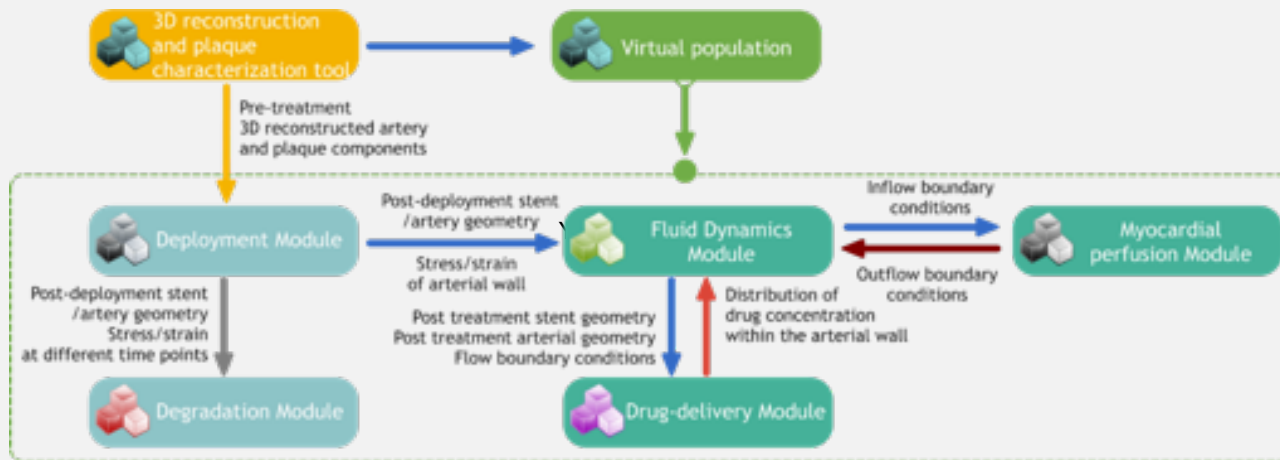 3D reconstruction
and plaque
characterization tool
Virtual population
Pre-treatment
3D reconstructed artery
and plaque components
Deployment Module
Post-deployment stent
/artery geometry
Stress/strain
of arterial wall
Fluid Dynamics
Module
Inflow boundary
conditions
Outflow boundary
conditions
Myocardial
perfusion Module
Post-deployment stent
/artery geometry
Stress/strain
at different time points
Post treatment stent geometry
Post treatment arterial geometry
Flow boundary conditions
Distribution of
drug concentration
within the arterial wall
Degradation Module
Drug-delivery Module